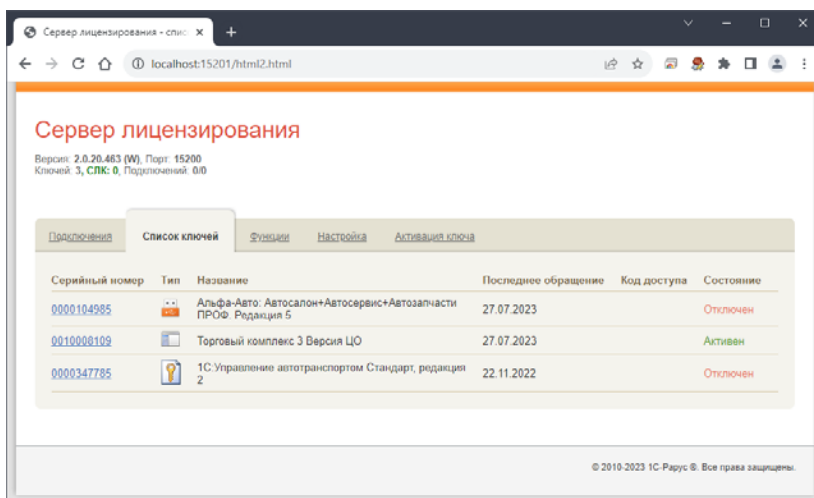 Сервер лицензирования - спис
localhost:15201/html2.html
Сервер лицензирования
Версия: 2.0.20.463 (W), Порт: 15200
Ключей: 3, СЛК: 0, Подключений: 0/0
Подключения Список ключей Функции Настройка Активация ключа
Серийный номер Тип Название Последнее обращение Код доступа Состояние
0000104985 Альфа-Авто: Автосалон+Автосервис+Автозапчасти ПРОФ. Редакция 5 27.07.2023 Отключен
0010008109 Торговый комплекс 3 Версия ЦО 27.07.2023 Активен
0000347785 1С:Управление автотранспортом Стандарт, редакция 2 22.11.2022 Отключен
© 2010-2023 1С-Рарус ®. Все права защищены.